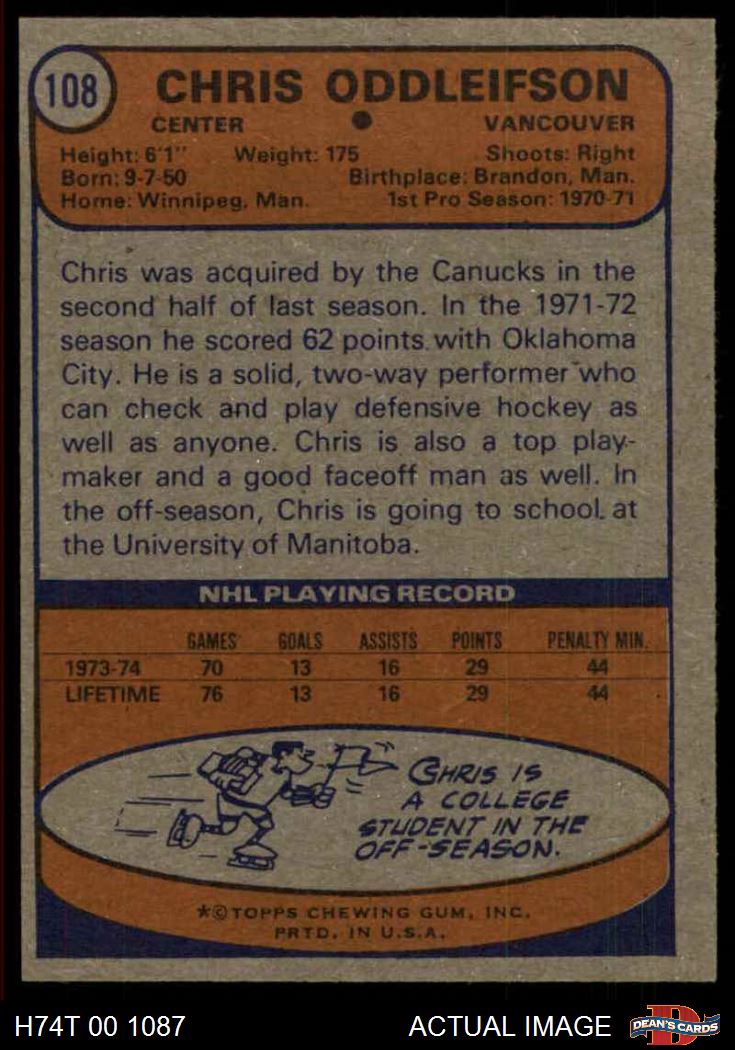 108
CHRIS ODDLEIFSON
CENTER ● VANCOUVER
Height: 6'1" Weight: 175 Shoots: Right
Born: 9-7-50 Birthplace: Brandon, Man.
Home: Winnipeg, Man. 1st Pro Season: 1970-71
Chris was acquired by the Canucks in the
second half of last season. In the 1971-72
season he scored 62 points with Oklahoma
City. He is a solid, two-way performer who
can check and play defensive hockey as
well as anyone. Chris is also a top play-
maker and a good faceoff man as well. In
the off-season, Chris is going to school at
the University of Manitoba.
NHL PLAYING RECORD
GAMES GOALS ASSISTS POINTS PENALTY MIN.
1973-74 70 13 16 29 44
LIFETIME 76 13 16 29 44
CHRIS IS
A COLLEGE
STUDENT IN THE
OFF-SEASON.
★©TOPPS CHEWING GUM, INC.
PRTD. IN U.S.A.
H74T 00 1087 ACTUAL IMAGE
D
DEAN'S CARDS